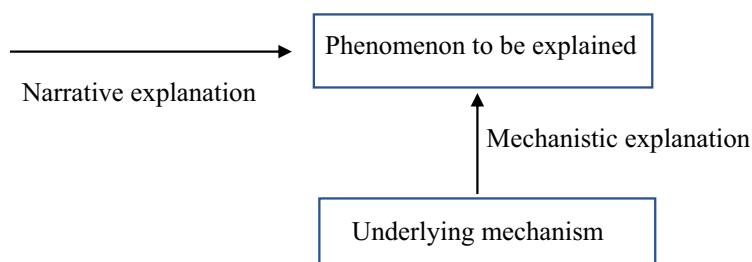 Phenomenon to be explained
Narrative explanation
Mechanistic explanation
Underlying mechanism